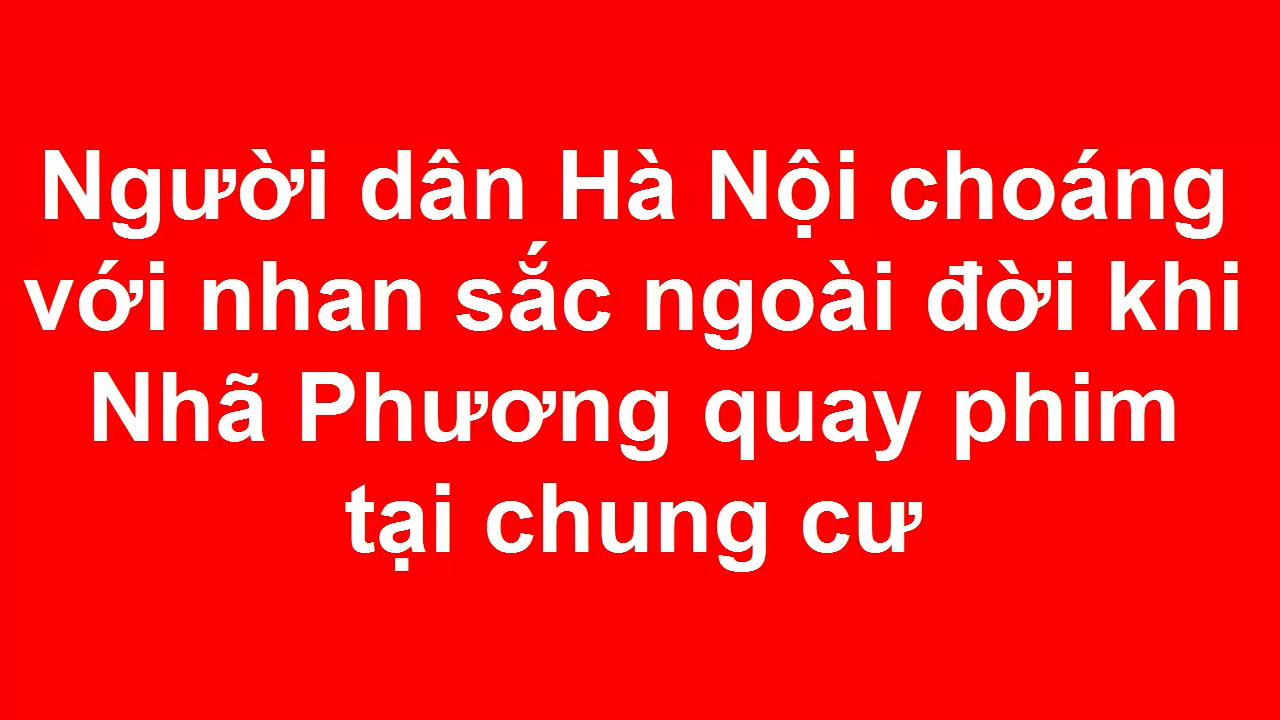 Người dân Hà Nội choáng
với nhan sắc ngoài đời khi
Nhã Phương quay phim
tại chung cư